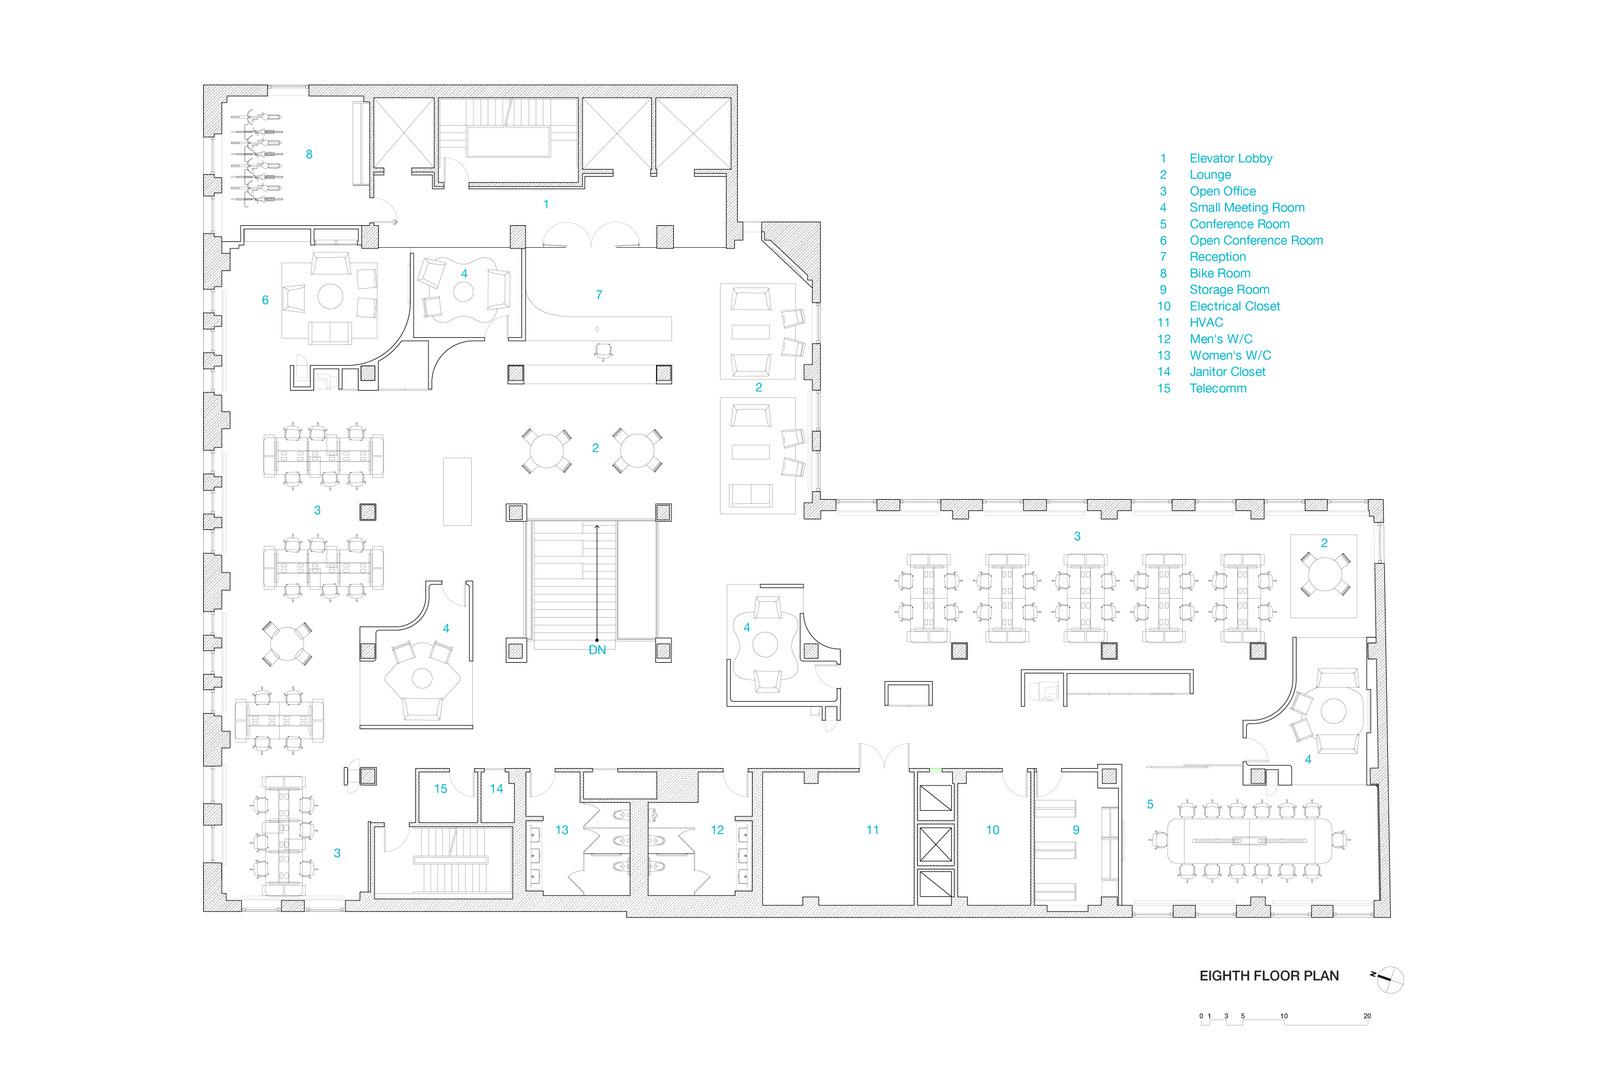 8
1
1 Elevator Lobby
2 Lounge
3 Open Office
4 Small Meeting Room
5 Conference Room
6 Open Conference Room
7 Reception
8 Bike Room
9 Storage Room
10 Electrical Closet
11 HVAC
12 Men's W/C
13 Women's W/C
14 Janitor Closet
15 Telecomm
4
6
7
2
2
3
3
2
4
4
DN
4
15
14
5
13
12
11
10
9
3
EIGHTH FLOOR PLAN
N
0 1 3 5 10 20